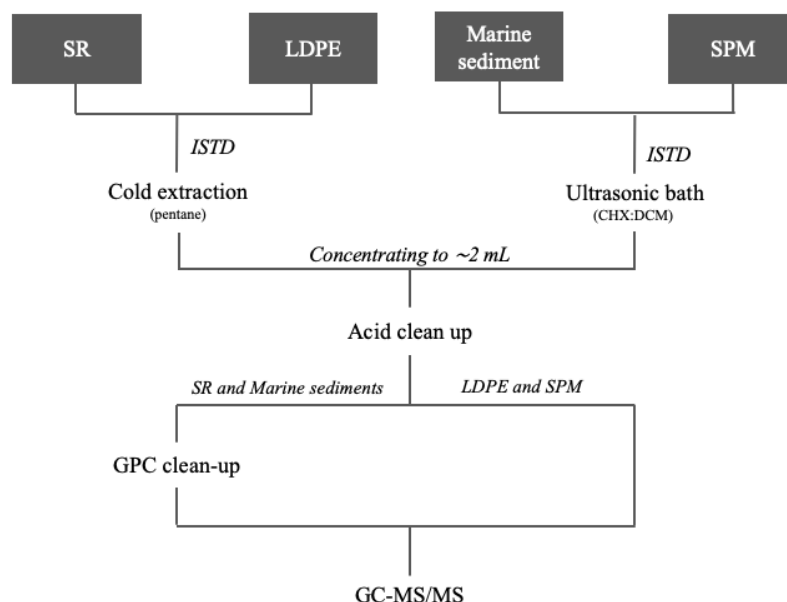 SR
LDPE
Marine
sediment
SPM
ISTD
ISTD
Cold extraction
(pentane)
Ultrasonic bath
(CHX:DCM)
Concentrating to ~2 mL
Acid clean up
SR and Marine sediments
LDPE and SPM
GPC clean-up
GC-MS/MS